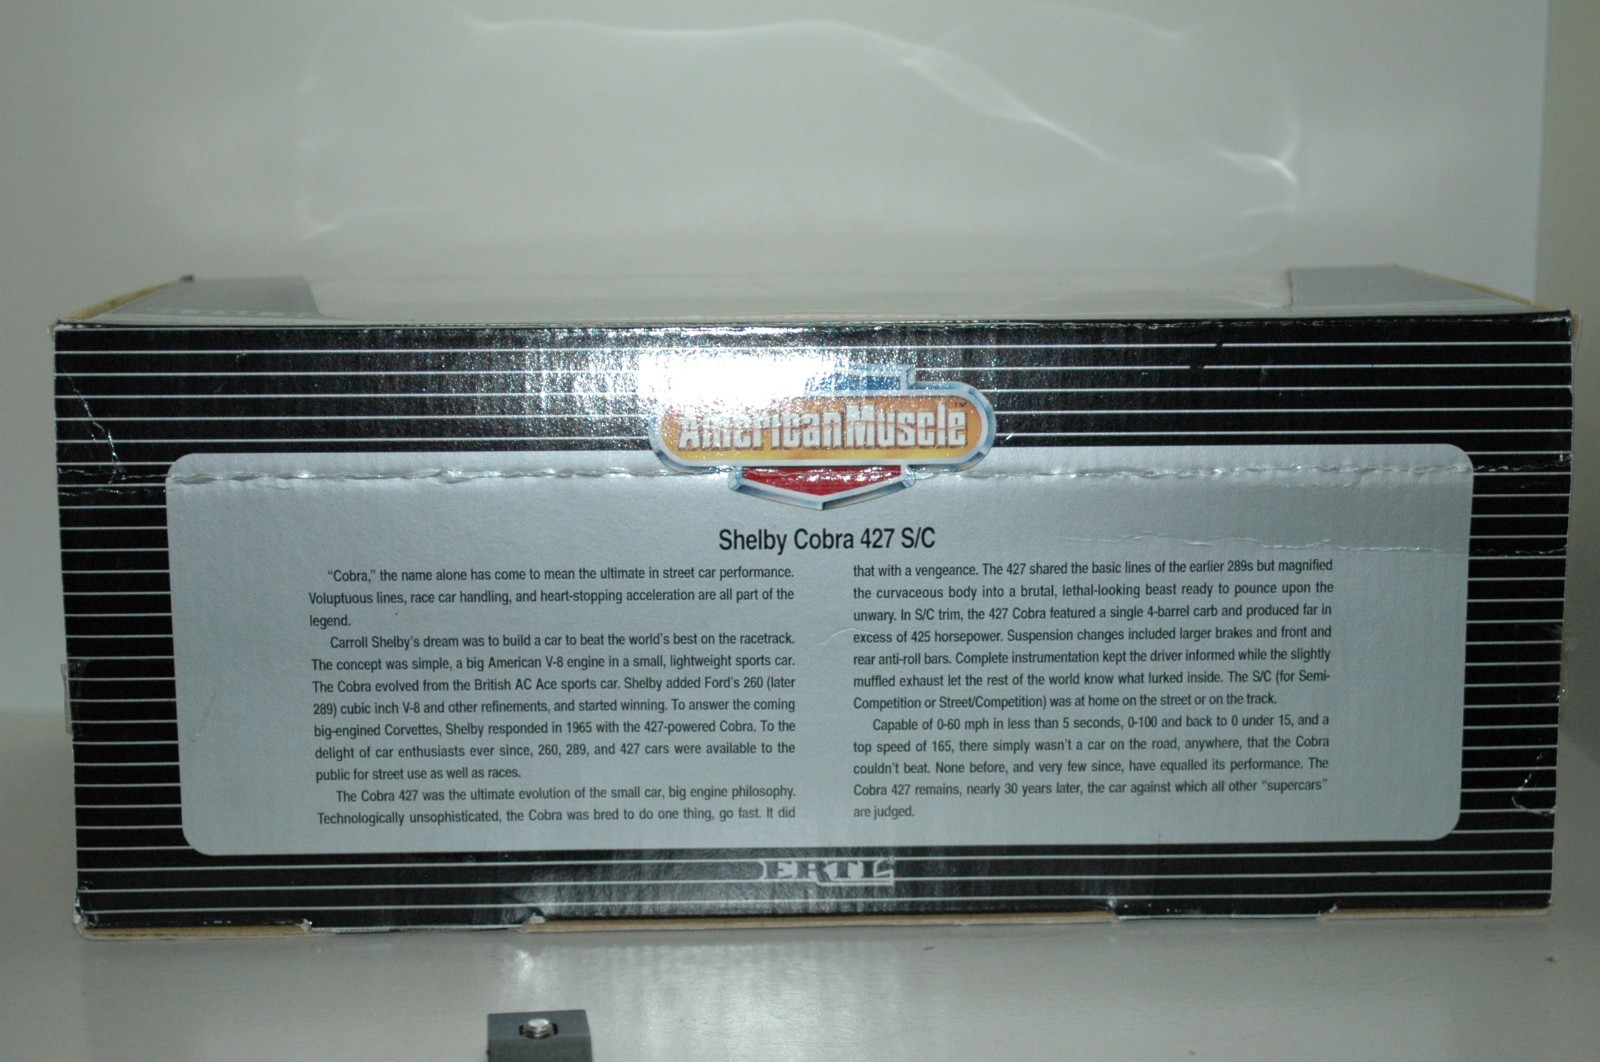 AmericanMuscle™
Shelby Cobra 427 S/C
“Cobra,” the name alone has come to mean the ultimate in street car performance.
Voluptuous lines, race car handling, and heart-stopping acceleration are all part of the
legend.
Carroll Shelby's dream was to build a car to beat the world's best on the racetrack.
The concept was simple, a big American V-8 engine in a small, lightweight sports car.
The Cobra evolved from the British AC Ace sports car. Shelby added Ford's 260 (later
289) cubic inch V-8 and other refinements, and started winning. To answer the coming
big-engined Corvettes, Shelby responded in 1965 with the 427-powered Cobra. To the
delight of car enthusiasts ever since, 260, 289, and 427 cars were available to the
public for street use as well as races.
The Cobra 427 was the ultimate evolution of the small car, big engine philosophy.
Technologically unsophisticated, the Cobra was bred to do one thing, go fast. It did
that with a vengeance. The 427 shared the basic lines of the earlier 289s but magnified
the curvaceous body into a brutal, lethal-looking beast ready to pounce upon the
unwary. In S/C trim, the 427 Cobra featured a single 4-barrel carb and produced far in
excess of 425 horsepower. Suspension changes included larger brakes and front and
rear anti-roll bars. Complete instrumentation kept the driver informed while the slightly
muffled exhaust let the rest of the world know what lurked inside. The S/C (for Semi-
Competition or Street/Competition) was at home on the street or on the track.
Capable of 0-60 mph in less than 5 seconds, 0-100 and back to 0 under 15, and a
top speed of 165, there simply wasn't a car on the road, anywhere, that the Cobra
couldn't beat. None before, and very few since, have equalled its performance. The
Cobra 427 remains, nearly 30 years later, the car against which all other “supercars”
are judged.
ERTL